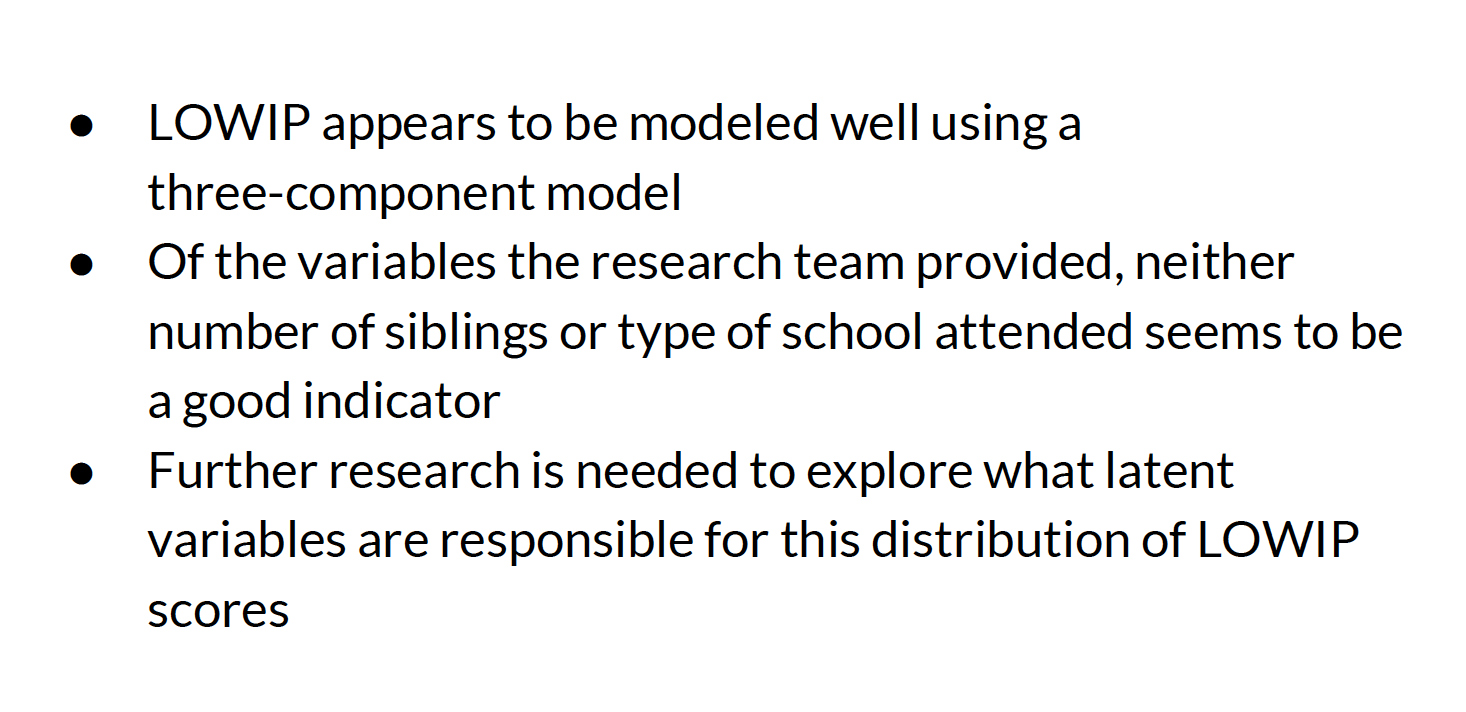 ● LOWIP appears to be modeled well using a
three-component model
● Of the variables the research team provided, neither
number of siblings or type of school attended seems to be
a good indicator
● Further research is needed to explore what latent
variables are responsible for this distribution of LOWIP
scores